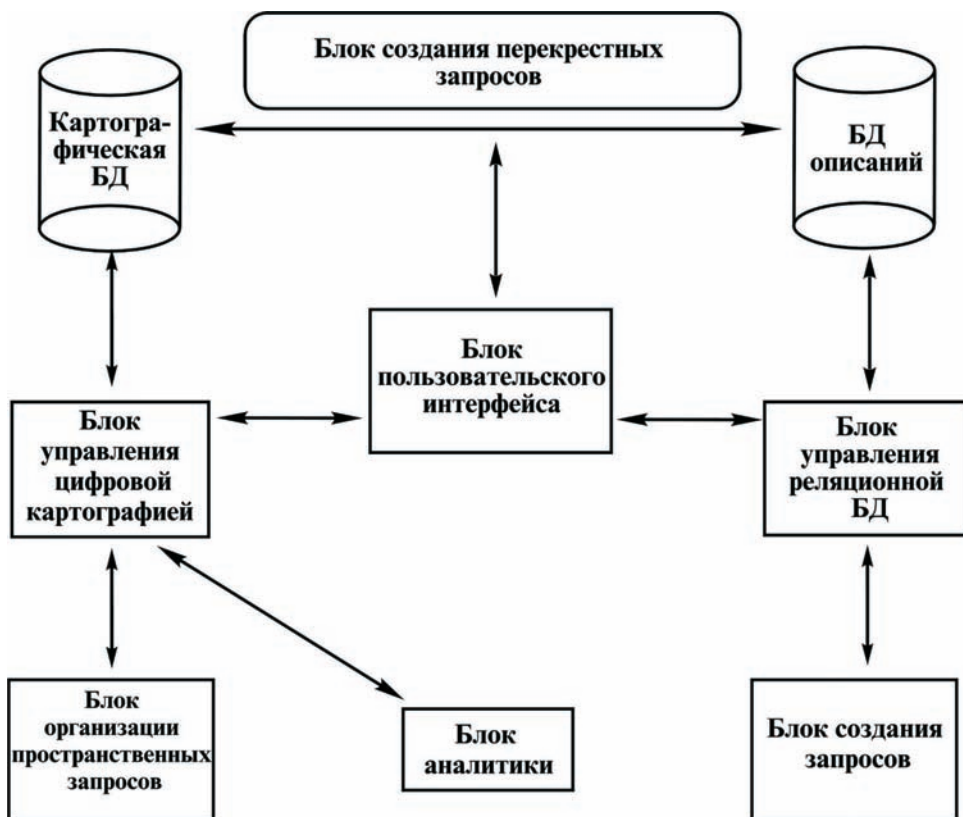 Блок создания перекрестных
запросов
Картогра-
фическая
БД
БД
описаний
Блок
пользовательского
интерфейса
Блок
управления
цифровой
картографией
Блок
управления
реляционной
БД
Блок
организации
пространственных
запросов
Блок
аналитики
Блок создания
запросов